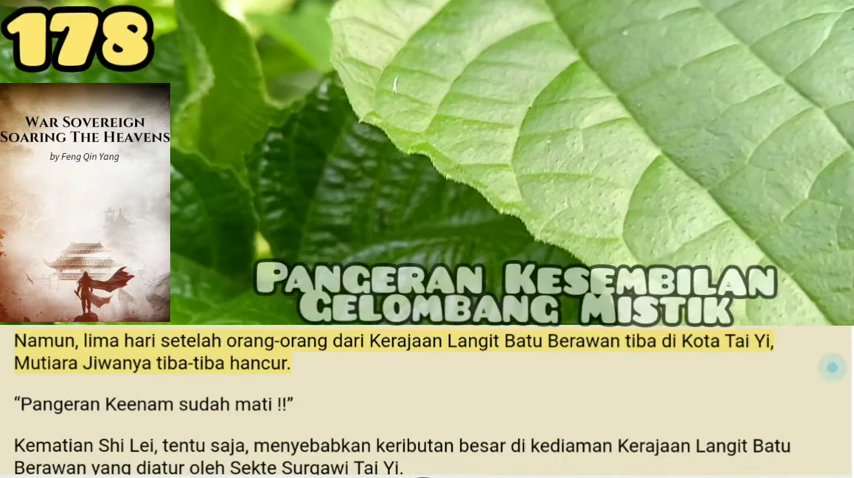 178
WAR SOVEREIGN
SOARING THE HEAVENS
by Feng Qin Yang
PANGERAN KESEMBILAN
GELOMBANG MISTIK
Namun, lima hari setelah orang-orang dari Kerajaan Langit Batu Berawan tiba di Kota Tai Yi,
Mutiara Jiwanya tiba-tiba hancur.
“Pangeran Keenam sudah mati !!”
Kematian Shi Lei, tentu saja, menyebabkan keributan besar di kediaman Kerajaan Langit Batu
Berawan yang diatur oleh Sekte Surgawi Tai Yi.